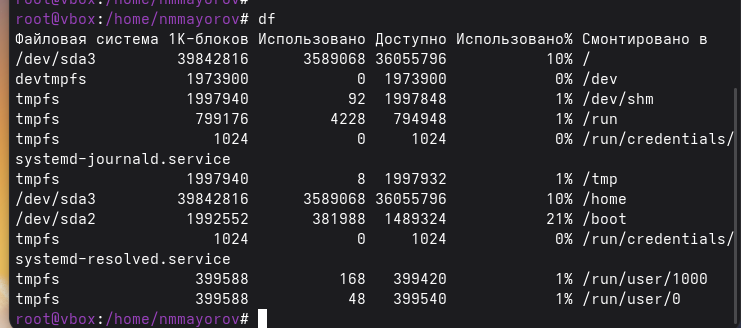 root@vbox:/home/nmmayorov#
root@vbox:/home/nmmayorov# df
Файловая система 1K-блоков Использовано Доступно Использовано% Смонтировано в
/dev/sda3 39842816 3589068 36055796 10% /
devtmpfs 1973900 0 1973900 0% /dev
tmpfs 1997940 92 1997848 1% /dev/shm
tmpfs 799176 4228 794948 1% /run
tmpfs 1024 0 1024 0% /run/credentials/
systemd-journald.service
tmpfs 1997940 8 1997932 1% /tmp
/dev/sda3 39842816 3589068 36055796 10% /home
/dev/sda2 1992552 381988 1489324 21% /boot
tmpfs 1024 0 1024 0% /run/credentials/
systemd-resolved.service
tmpfs 399588 168 399420 1% /run/user/1000
tmpfs 399588 48 399540 1% /run/user/0
root@vbox:/home/nmmayorov#